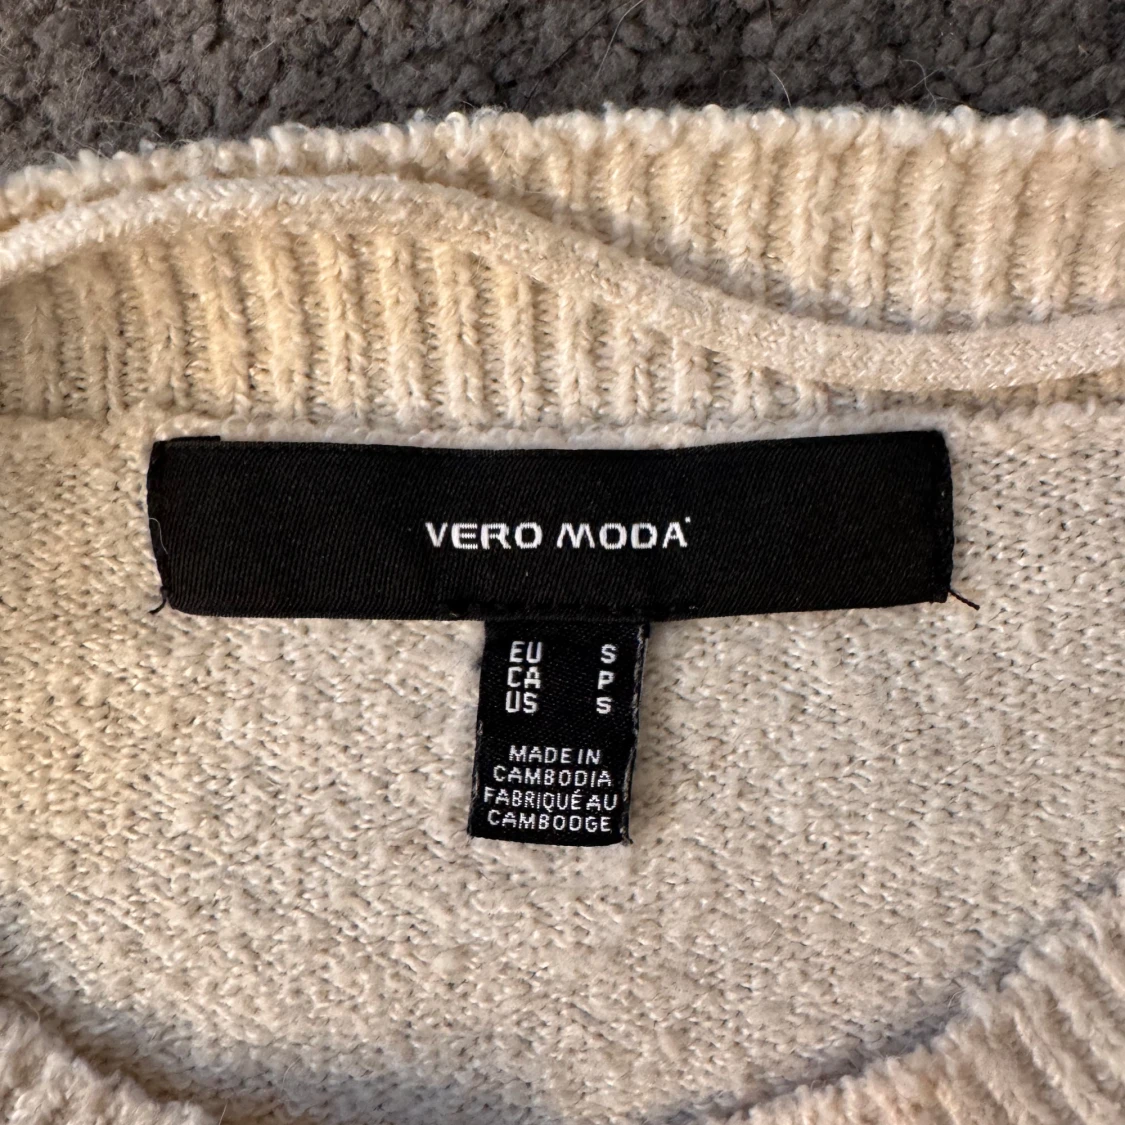 VERO MODA
EU S
CA P
US S
MADE IN
CAMBODIA
FABRIQUÉ AU
CAMBODGE